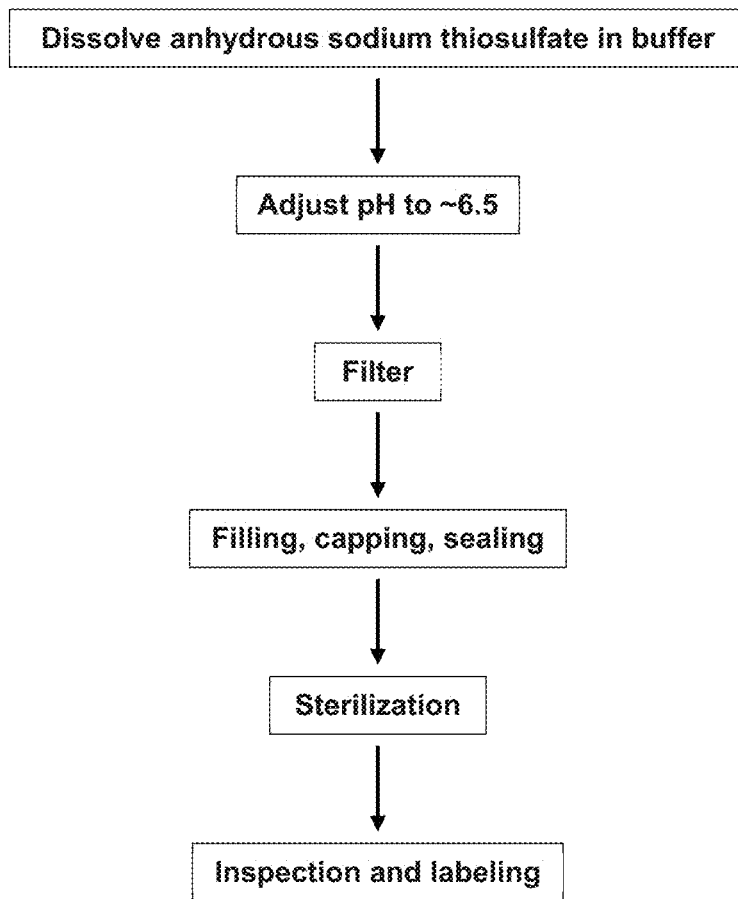 Dissolve anhydrous sodium thiosulfate in buffer
Adjust pH to ~6.5
Filter
Filling, capping, sealing
Sterilization
Inspection and labeling